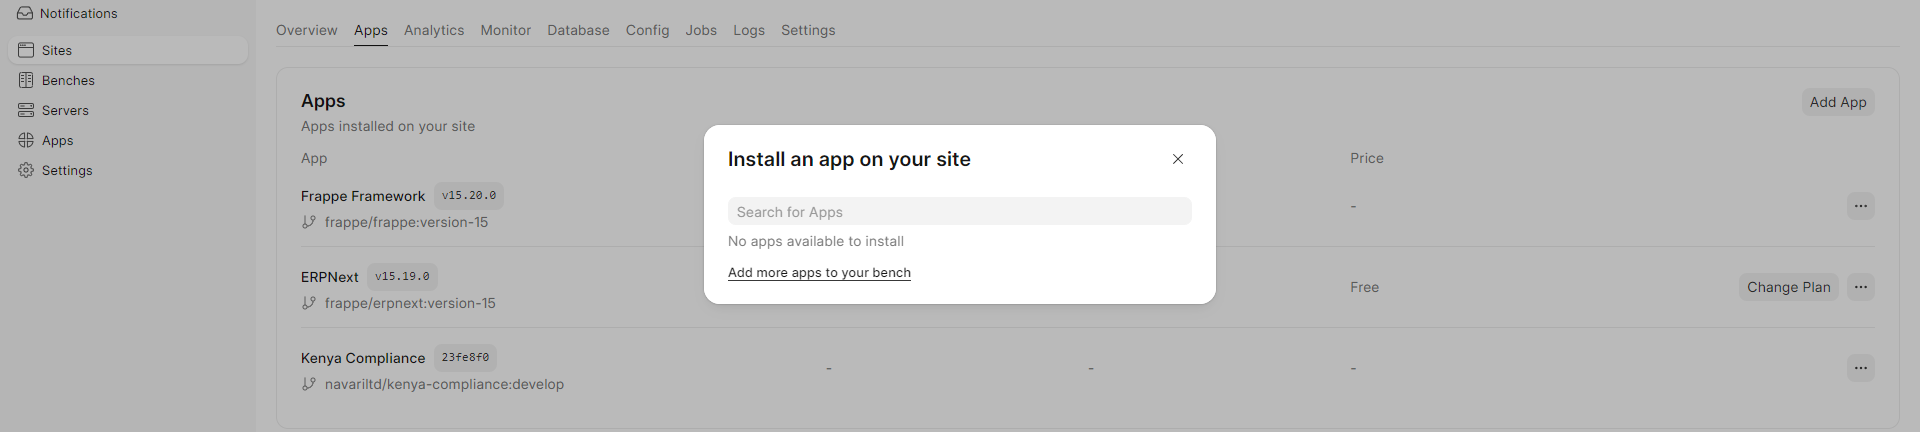 Notifications
Sites
Benches
Servers
Apps
Settings
Overview Apps Analytics Monitor Database Config Jobs Logs Settings
Apps
Apps installed on your site
Add App
App Price
Frappe Framework v15.20.0
frappe/frappe:version-15
-
ERPNext v15.19.0
frappe/erpnext:version-15
Free Change Plan
Kenya Compliance 23fe8f0
navariltd/kenya-compliance:develop
- - -
Install an app on your site
Search for Apps
No apps available to install
Add more apps to your bench